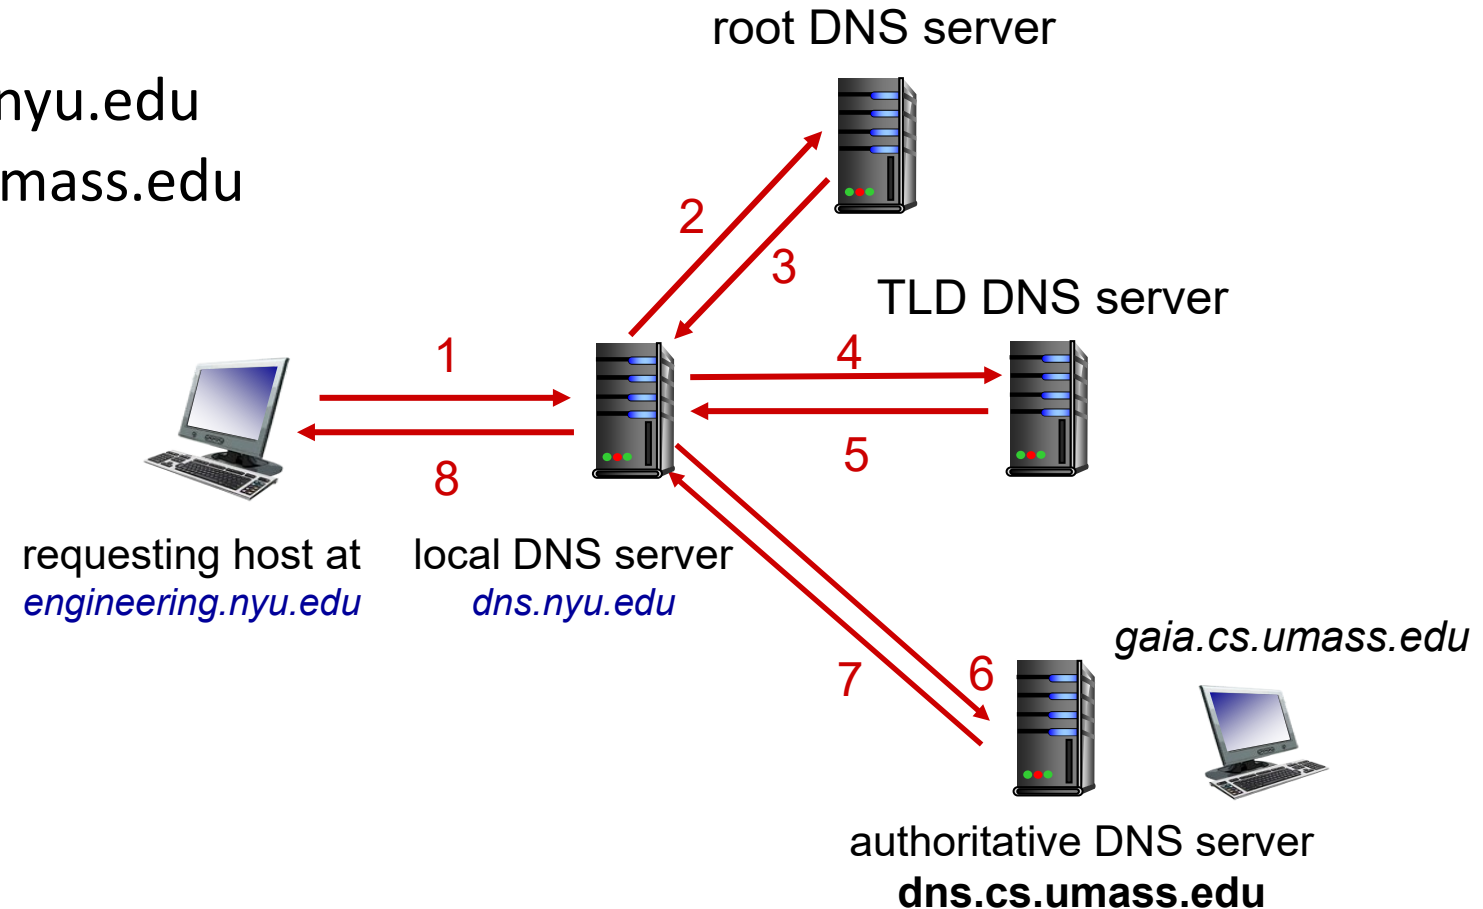 root DNS server
nyu.edu
mass.edu
2
3
TLD DNS server
1
4
8
5
requesting host at
engineering.nyu.edu
local DNS server
dns.nyu.edu
gaia.cs.umass.edu
7
6
authoritative DNS server
dns.cs.umass.edu